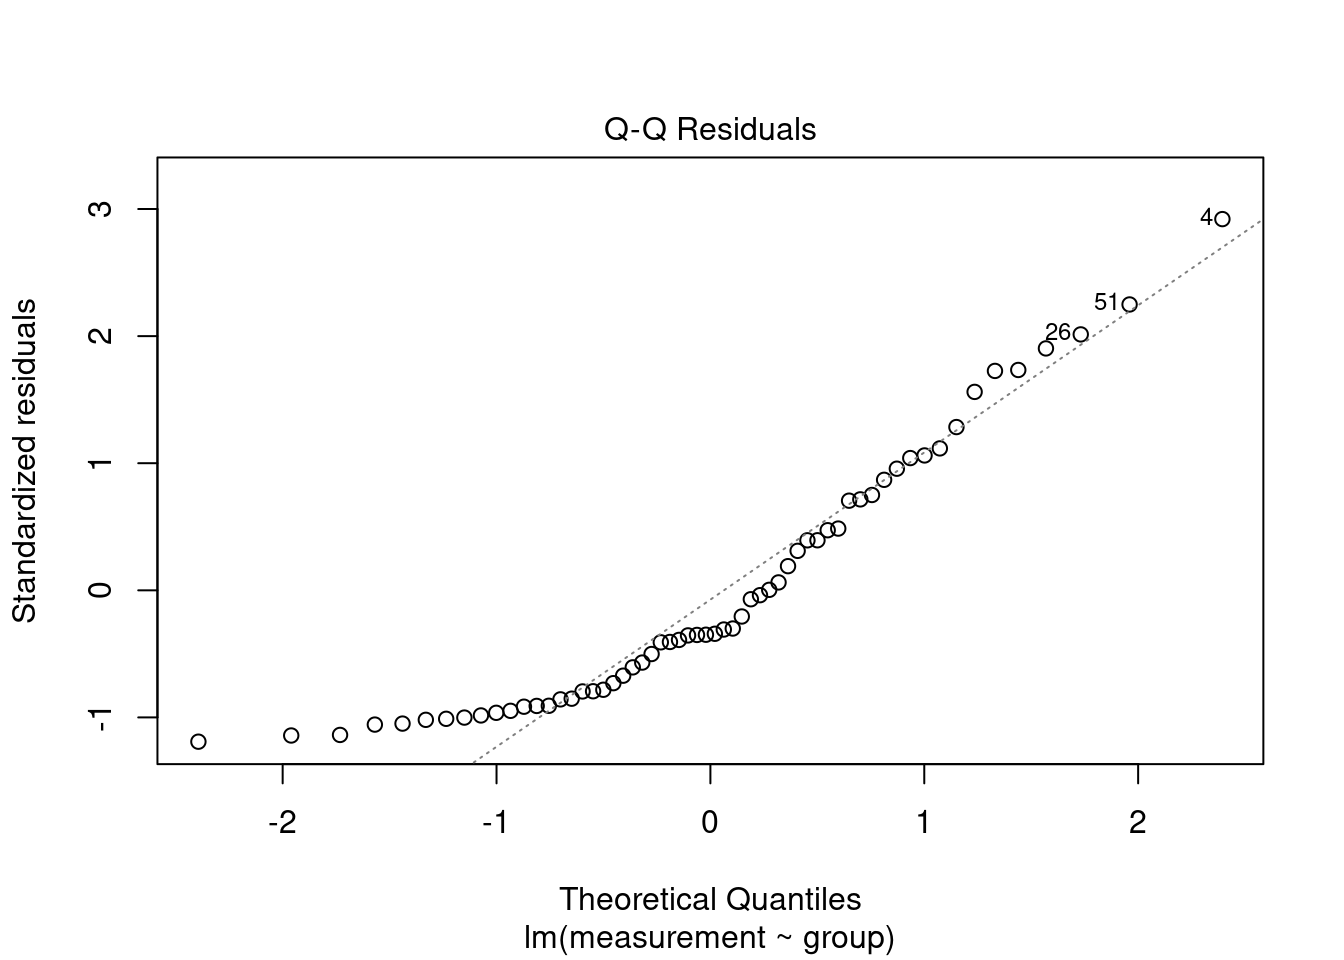 Q-Q Residuals
Standardized residuals
3
2
1
0
-1
4
51
26
-2 -1 0 1 2
Theoretical Quantiles
lm(measurement ~ group)